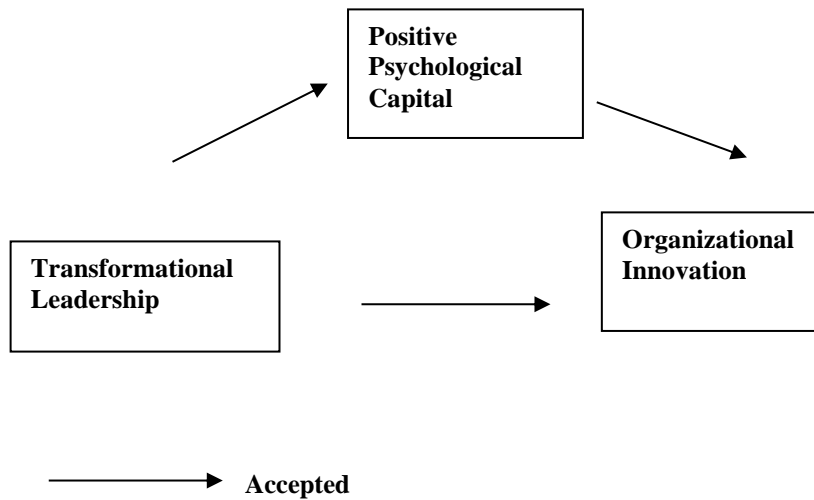 Positive
Psychological
Capital
Transformational
Leadership
Organizational
Innovation
Accepted